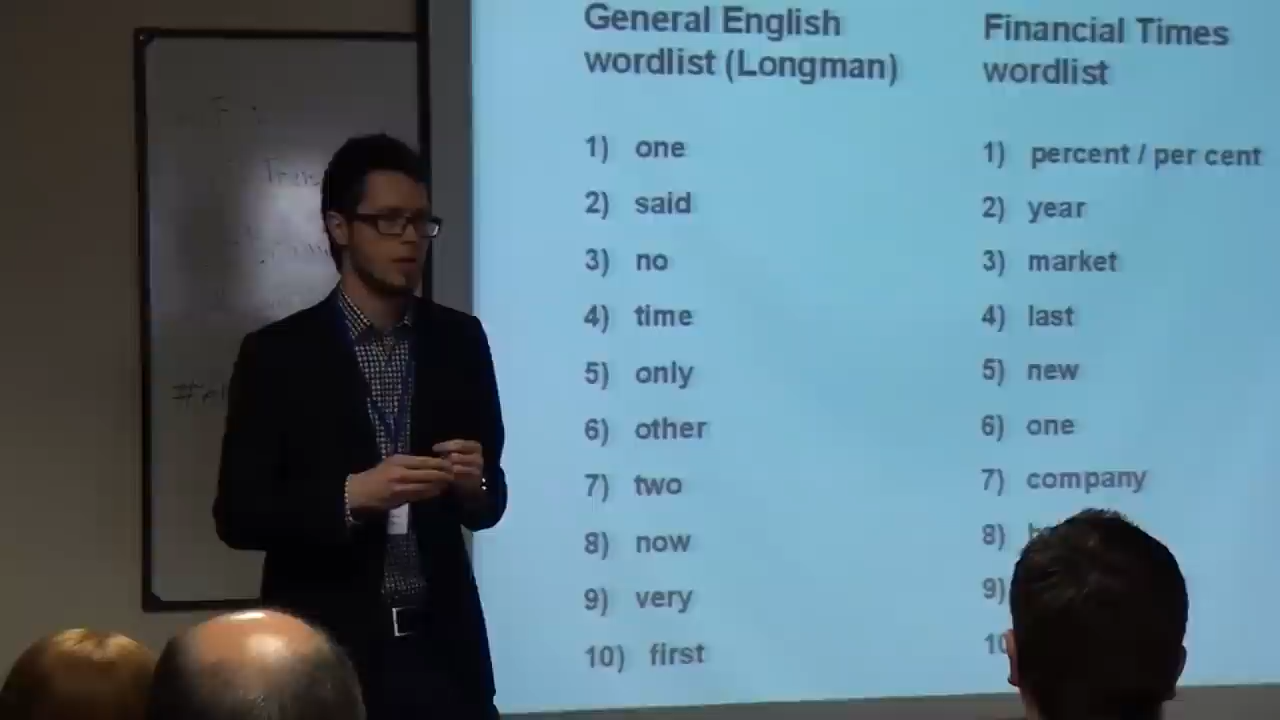 General English
wordlist (Longman)
1) one
2) said
3) no
4) time
5) only
6) other
7) two
8) now
9) very
10) first
Financial Times
wordlist
1) percent / per cent
2) year
3) market
4) last
5) new
6) one
7) company
8)
9)
10